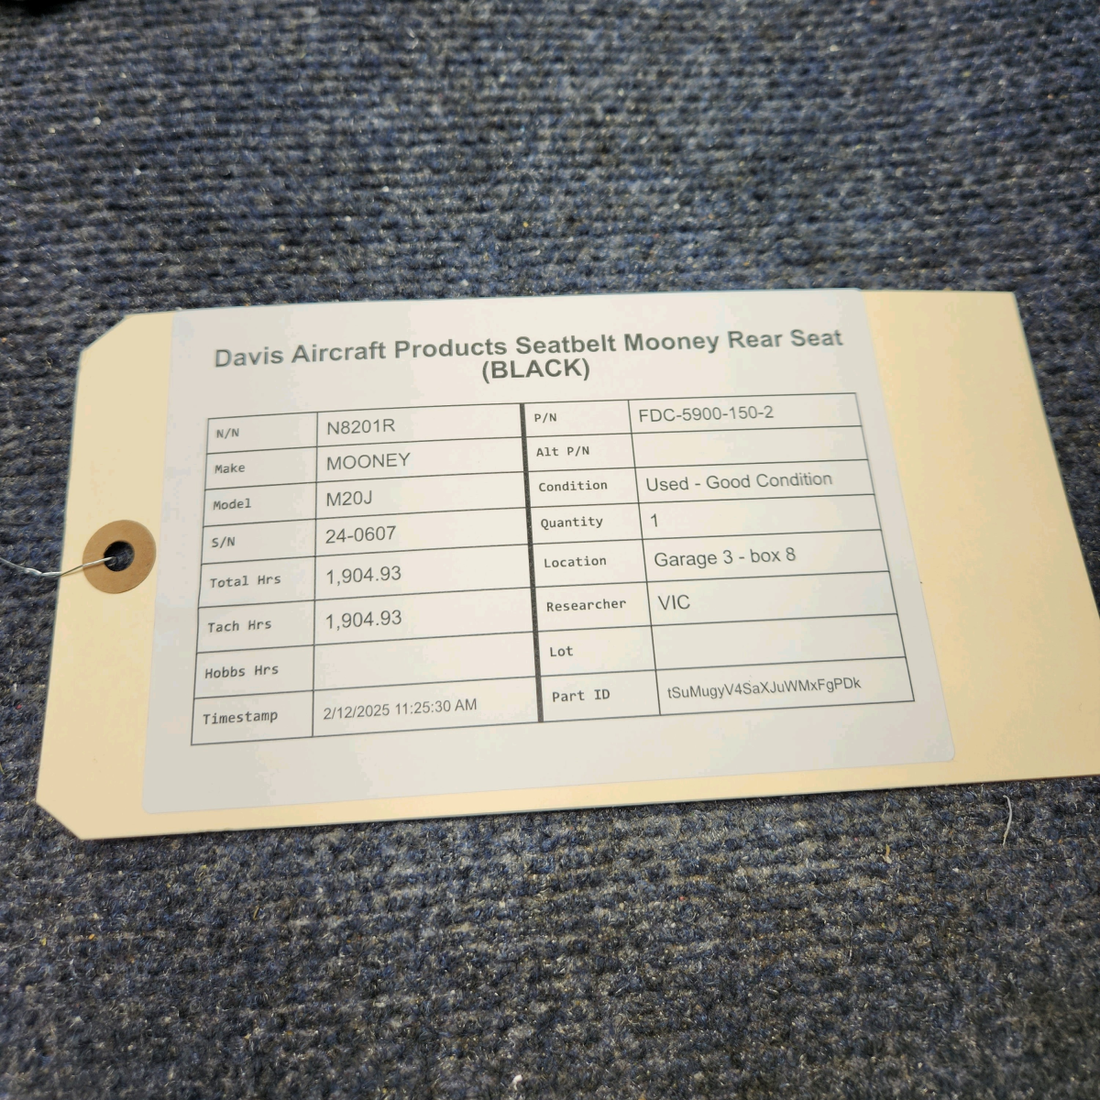 Davis Aircraft Products Seatbelt Mooney Rear Seat
(BLACK)
N/N N8201R P/N FDC-5900-150-2
Make MOONEY Alt P/N
Model M20J Condition Used - Good Condition
S/N 24-0607 Quantity 1
Total Hrs 1,904.93 Location Garage 3 - box 8
Tach Hrs 1,904.93 Researcher VIC
Hobbs Hrs Lot
Timestamp 2/12/2025 11:25:30 AM Part ID tSuMugyV4SaXJuWMxFgPDk